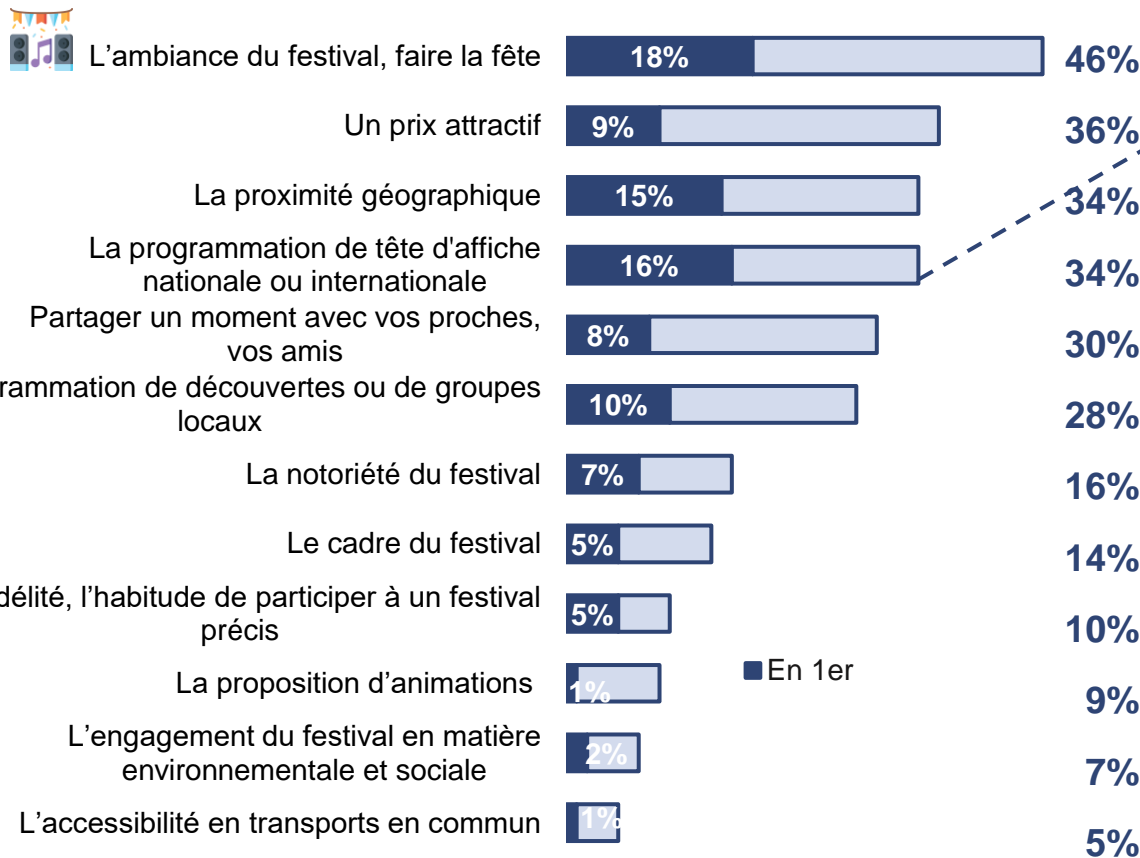 L’ambiance du festival, faire la fête 18% 46%
Un prix attractif 9% 36%
La proximité géographique 15% 34%
La programmation de tête d'affiche
nationale ou internationale 16% 34%
Partager un moment avec vos proches,
vos amis 8% 30%
de découvertes ou de groupes
locaux 10% 28%
La notoriété du festival 7% 16%
Le cadre du festival 5% 14%
l’habitude de participer à un festival
précis 5% 10%
La proposition d’animations 1% 9%
En 1er
L’engagement du festival en matière
environnementale et sociale 2% 7%
L'accessibilité en transports en commun 1% 5%